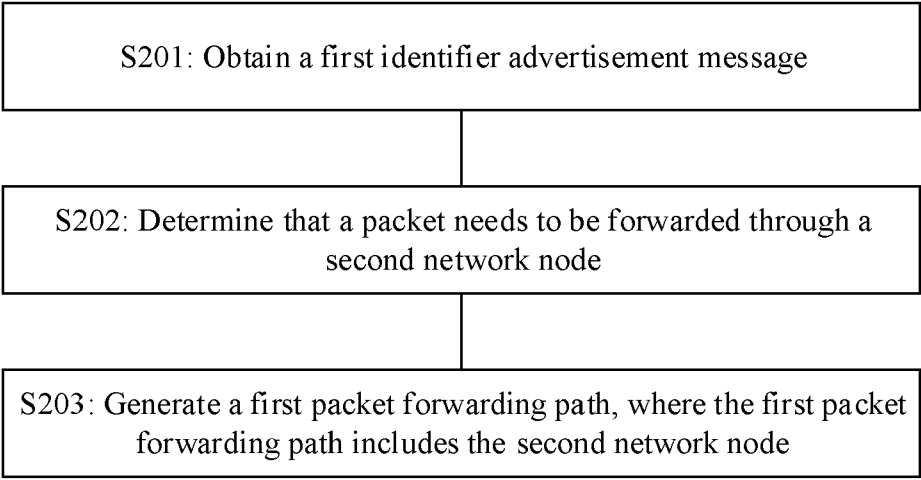 S201: Obtain a first identifier advertisement message
S202: Determine that a packet needs to be forwarded through a
second network node
S203: Generate a first packet forwarding path, where the first packet
forwarding path includes the second network node